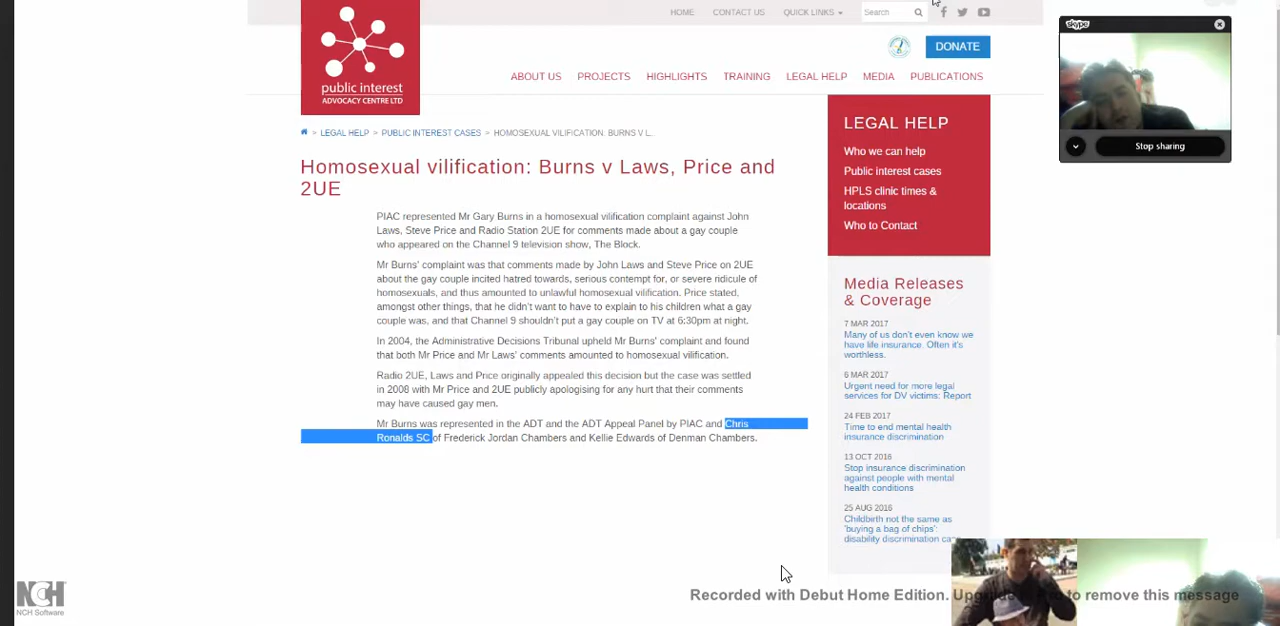 HOME CONTACT US QUICK LINKS Search
skype
DONATE
public interest
ADVOCACY CENTRE LTD
ABOUT US PROJECTS HIGHLIGHTS TRAINING LEGAL HELP MEDIA PUBLICATIONS
> LEGAL HELP > PUBLIC INTEREST CASES > HOMOSEXUAL VILIFICATION: BURNS V L...
Homosexual vilification: Burns v Laws, Price and
2UE
PIAC represented Mr Gary Burns in a homosexual vilification complaint against John
Laws, Steve Price and Radio Station 2UE for comments made about a gay couple
who appeared on the Channel 9 television show, The Block.
Mr Burns' complaint was that comments made by John Laws and Steve Price on 2UE
about the gay couple incited hatred towards, serious contempt for, or severe ridicule of
homosexuals, and thus amounted to unlawful homosexual vilification. Price stated,
amongst other things, that he didn't want to have to explain to his children what a gay
couple was, and that Channel 9 shouldn't put a gay couple on TV at 6:30pm at night.
In 2004, the Administrative Decisions Tribunal upheld Mr Burns' complaint and found
that both Mr Price and Mr Laws' comments amounted to homosexual vilification.
Radio 2UE, Laws and Price originally appealed this decision but the case was settled
in 2008 with Mr Price and 2UE publicly apologising for any hurt that their comments
may have caused gay men.
Mr Burns was represented in the ADT and the ADT Appeal Panel by PIAC and Chris
Ronalds SC of Frederick Jordan Chambers and Kellie Edwards of Denman Chambers.
LEGAL HELP
Who we can help
Public interest cases
HPLS clinic times &
locations
Who to Contact
Media Releases
& Coverage
7 MAR 2017
Many of us don't even know we
have life insurance. Often it's
worthless.
6 MAR 2017
Urgent need for more legal
services for DV victims: Report
24 FEB 2017
Time to end mental health
insurance discrimination
13 OCT 2016
Stop insurance discrimination
against people with mental
health conditions
25 AUG 2016
Childbirth not the same as
'buying a bag of chips':
disability discrimination
Stop sharing
NCH
NCH Software
Recorded with Debut Home Edition. to remove this message